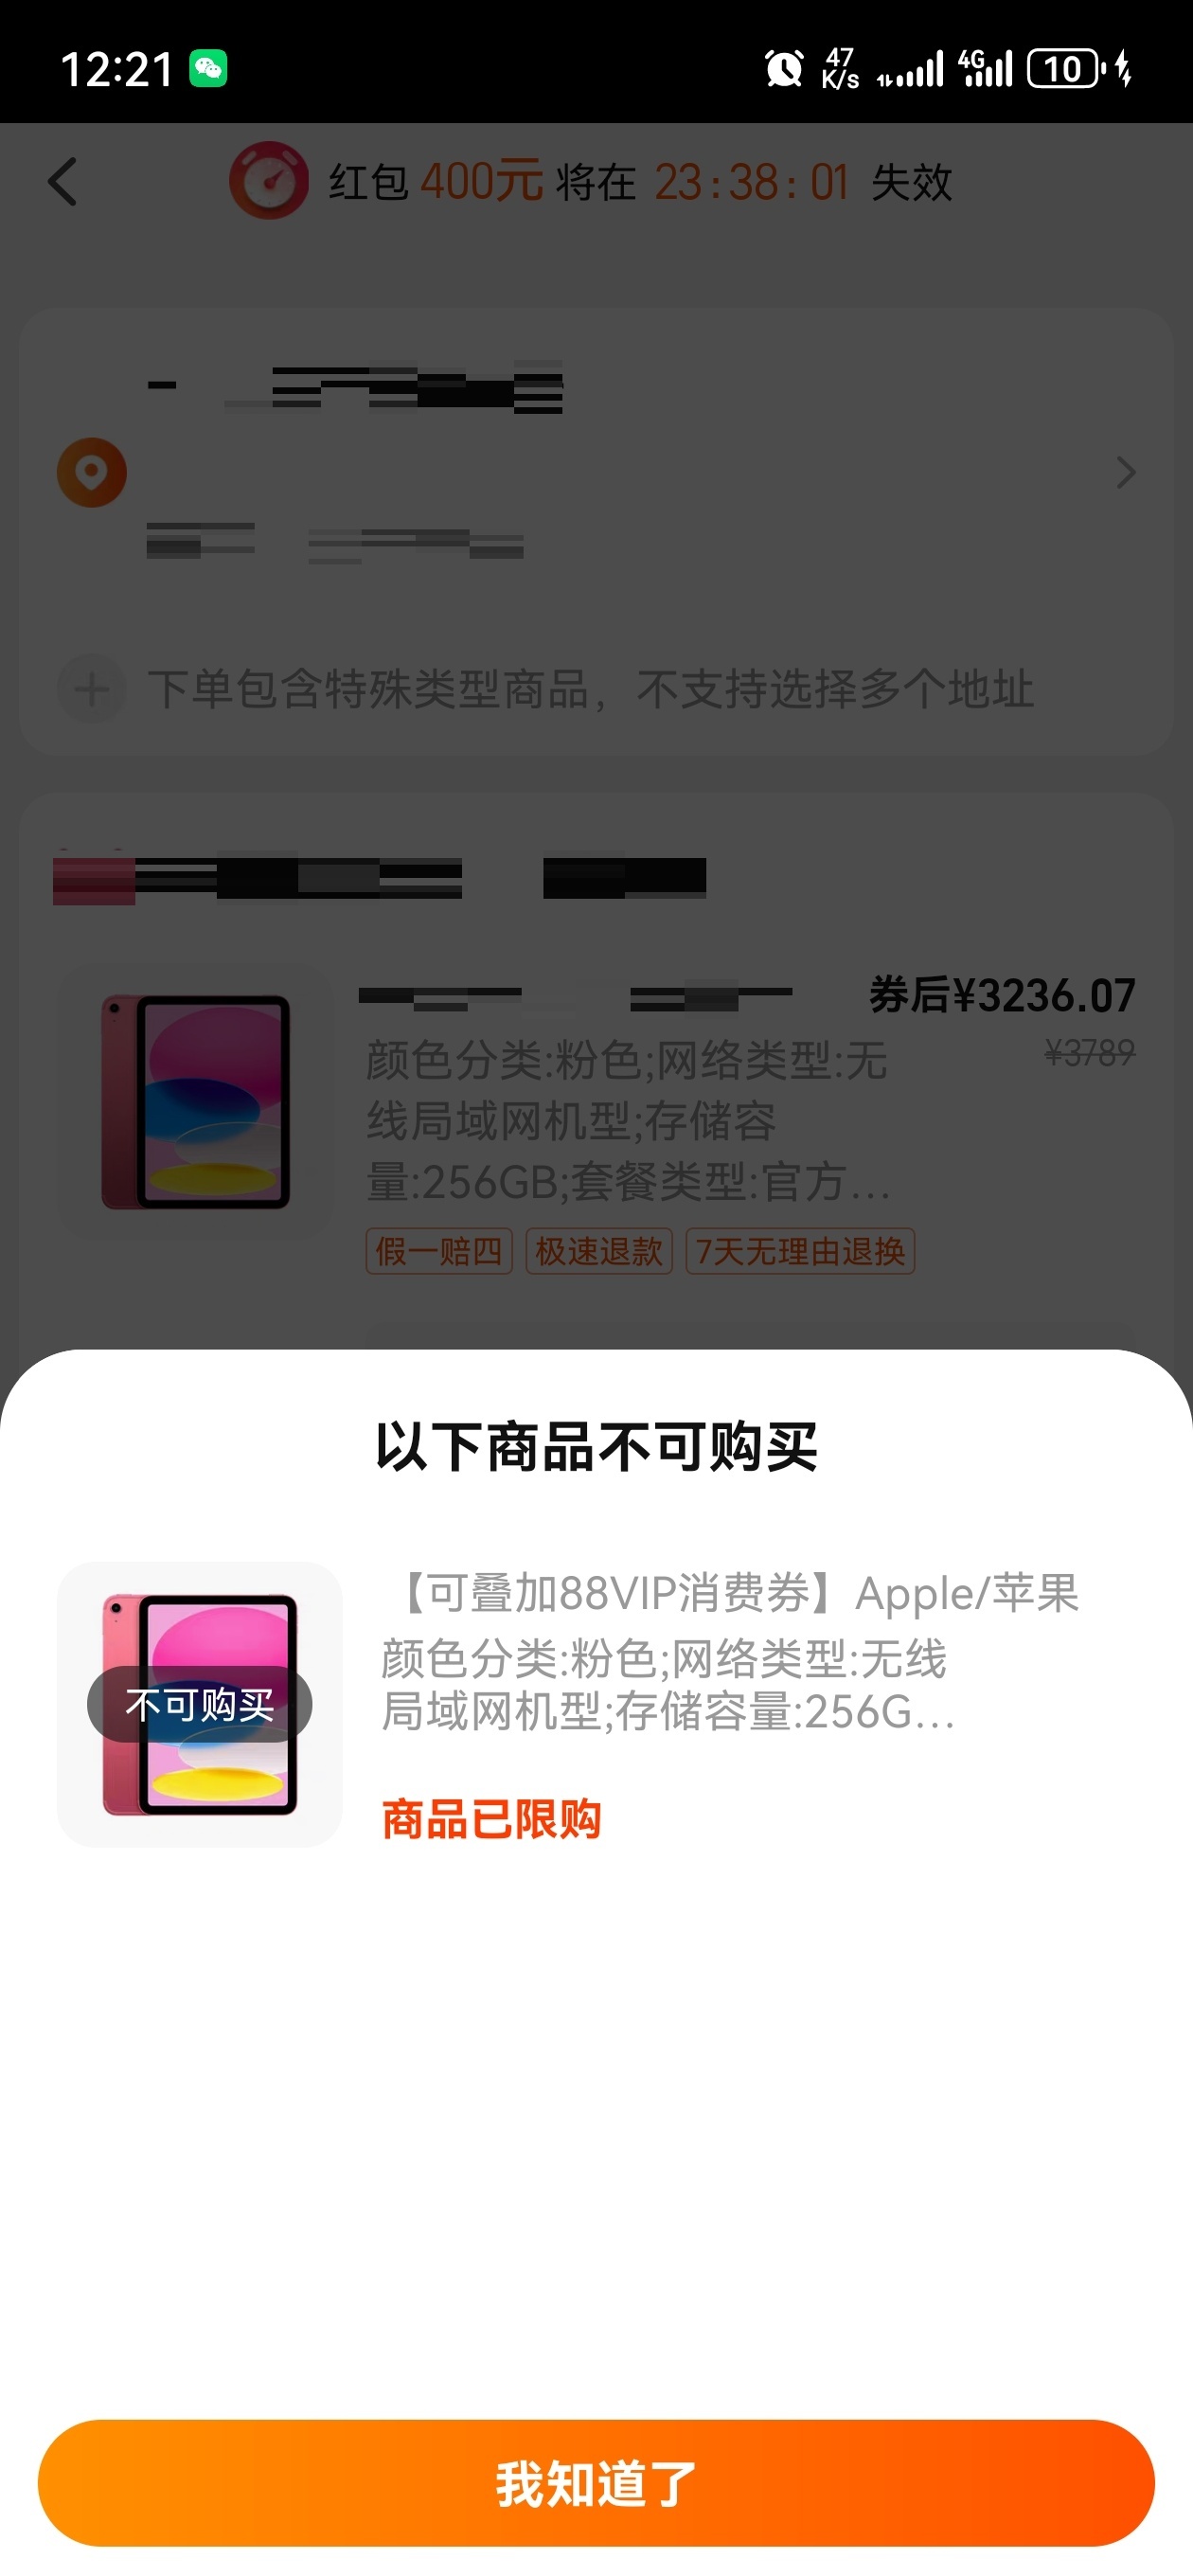 12:21
47
K/s
4G
10
红包 400元 将在 23:38:01 失效
下单包含特殊类型商品，不支持选择多个地址
券后¥3236.07
¥3789
颜色分类:粉色;网络类型:无
线局域网机型;存储容
量:256GB;套餐类型:官方...
假一赔四 极速退款 7天无理由退换
以下商品不可购买
不可购买
【可叠加88VIP消费券】Apple/苹果
颜色分类:粉色;网络类型:无线
局域网机型;存储容量:256G...
商品已限购
我知道了